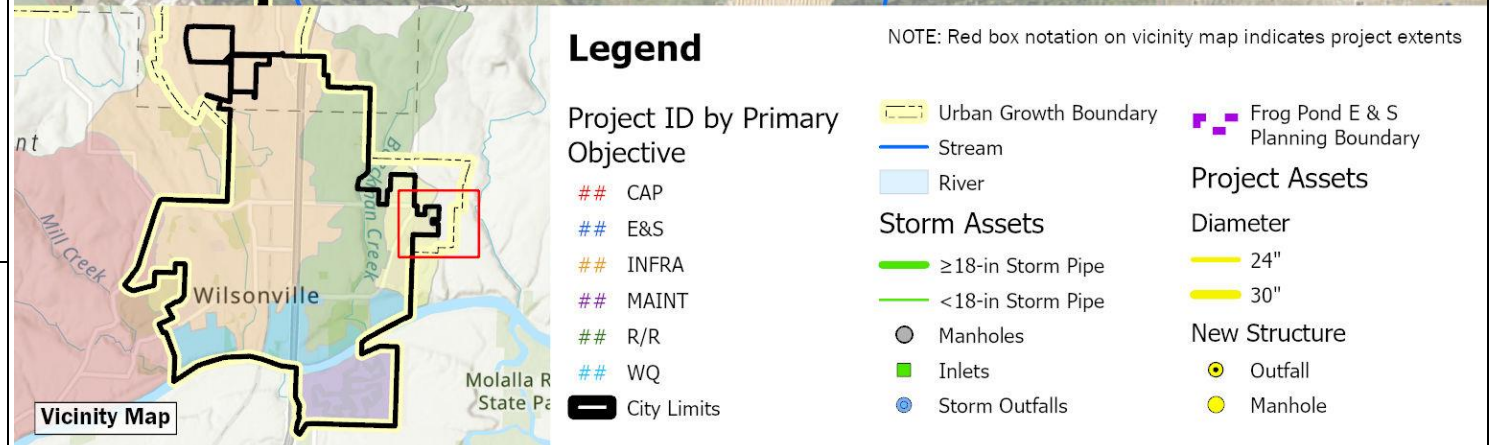 nt
Mill Creek
Boeckman Creek
Wilsonville
Molalla R
State Pa
Vicinity Map
Legend
NOTE: Red box notation on vicinity map indicates project extents
Project ID by Primary
Objective
## CAP
## E&S
## INFRA
## MAINT
## R/R
## WQ
City Limits
Urban Growth Boundary
Stream
River
Storm Assets
≥18-in Storm Pipe
<18-in Storm Pipe
Manholes
Inlets
Storm Outfalls
Frog Pond E & S
Planning Boundary
Project Assets
Diameter
24"
30"
New Structure
Outfall
Manhole